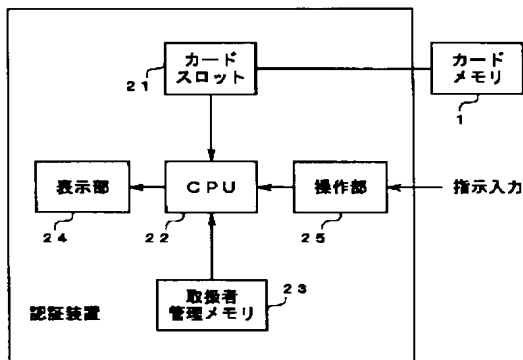 カード
スロット
21
カード
メモリ
1
表示部
24
CPU
22
操作部
25
指示入力
取扱者
管理メモリ
23
認証装置